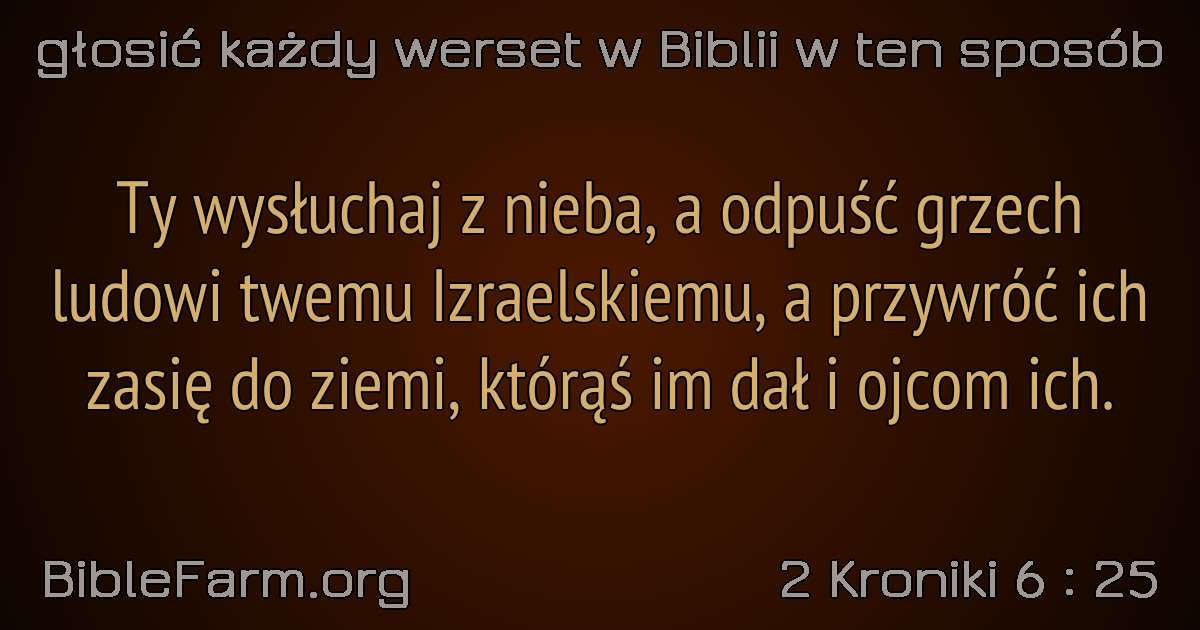 głosić każdy werset w Biblii w ten sposób
Ty wysłuchaj z nieba, a odpuść grzech
ludowi twemu Izraelskiemu, a przywróć ich
zasię do ziemi, którąś im dał i ojcom ich.
BibleFarm.org
2 Kroniki 6 : 25